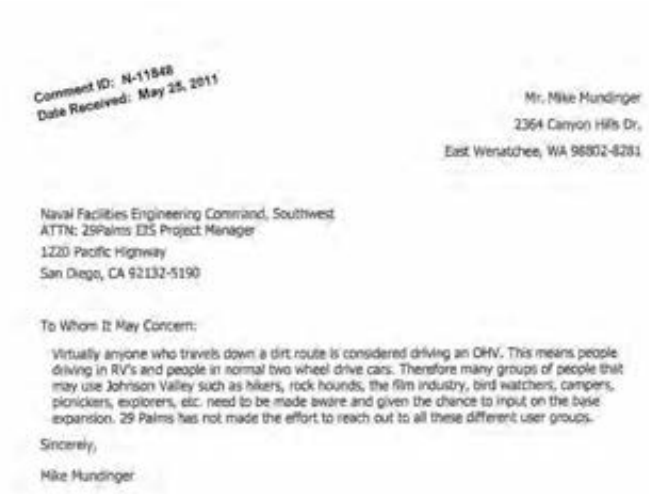 Comment ID: N-11848
Date Received: May 25, 2011
Mr. Mike Mundinger
2364 Canyon Hills Dr.
East Wenatchee, WA 98802-8281
Naval Facilities Engineering Command, Southwest
ATTN: 29Palms EIS Project Manager
1220 Pacific Highway
San Diego, CA 92132-5190
To Whom It May Concern:
Virtually anyone who travels down a dirt route is considered driving an OHV. This means people
driving in RV's and people in normal two wheel drive cars. Therefore many groups of people that
may use Johnson Valley such as hikers, rock hounds, the film industry, bird watchers, campers,
picnickers, explorers, etc. need to be made aware and given the chance to input on the base
expansion. 29 Palms has not made the effort to reach out to all these different user groups.
Sincerely,
Mike Mundinger